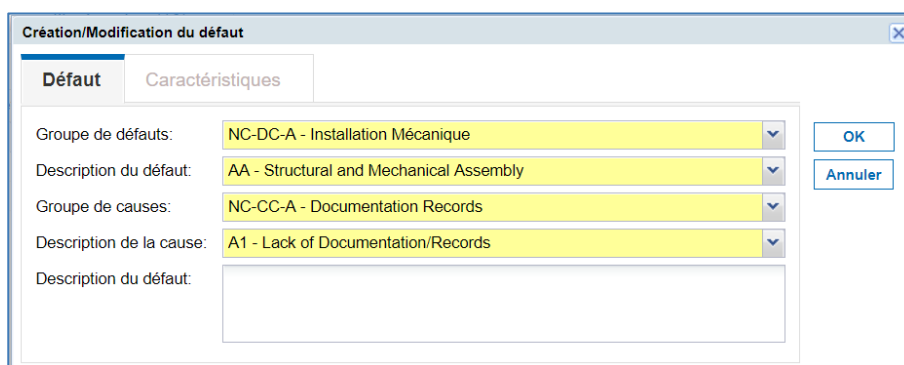 Création/Modification du défaut
Défaut Caractéristiques
Groupe de défauts: NC-DC-A - Installation Mécanique
OK
Description du défaut: AA - Structural and Mechanical Assembly
Annuler
Groupe de causes: NC-CC-A - Documentation Records
Description de la cause: A1 - Lack of Documentation/Records
Description du défaut: